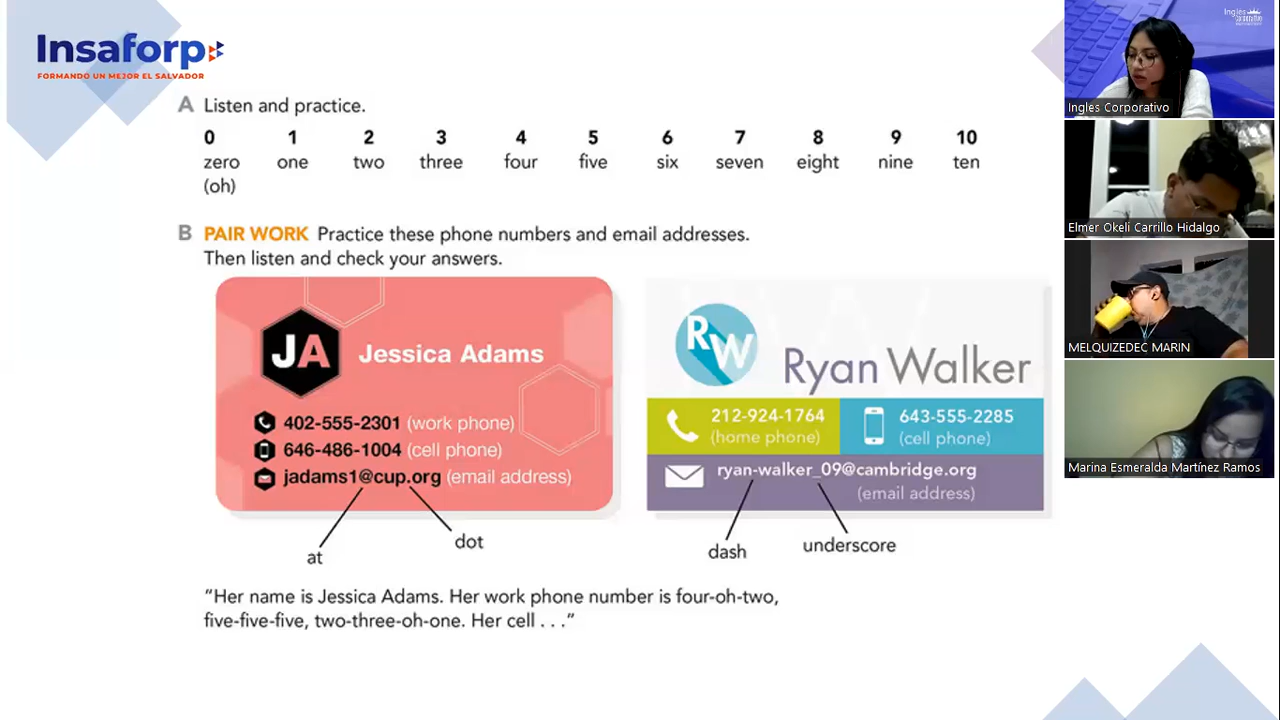 Insaforp
FORMANDO UN MEJOR EL SALVADOR
A Listen and practice.
0 1 2 3 4 5 6 7 8 9 10
zero one two three four five six seven eight nine ten
(oh)
B PAIR WORK Practice these phone numbers and email addresses.
Then listen and check your answers.
JA
Jessica Adams
402-555-2301 (work phone)
646-486-1004 (cell phone)
jadams1@cup.org (email address)
at
dot
RW
Ryan Walker
212-924-1764
(home phone)
643-555-2285
(cell phone)
ryan-walker_09@cambridge.org
(email address)
dash
underscore
"Her name is Jessica Adams. Her work phone number is four-oh-two,
five-five-five, two-three-oh-one. Her cell . . ."
Inglés
Corporativo
Ingles Corporativo
Elmer Okeli Carrillo Hidalgo
MELQUIZEDEC MARIN
Marina Esmeralda Martínez Ramos